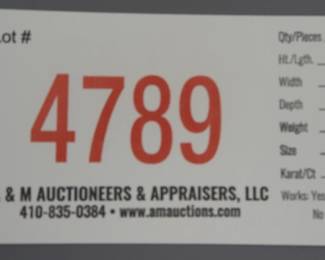 Lot #
Qty/Pieces
Ht./Lgth.
Width
Depth
4789
Weight
Size
Karat/Ct
& M AUCTIONEERS & APPRAISERS, LLC
Works: Yes
410-835-0384 • www.amauctions.com
No